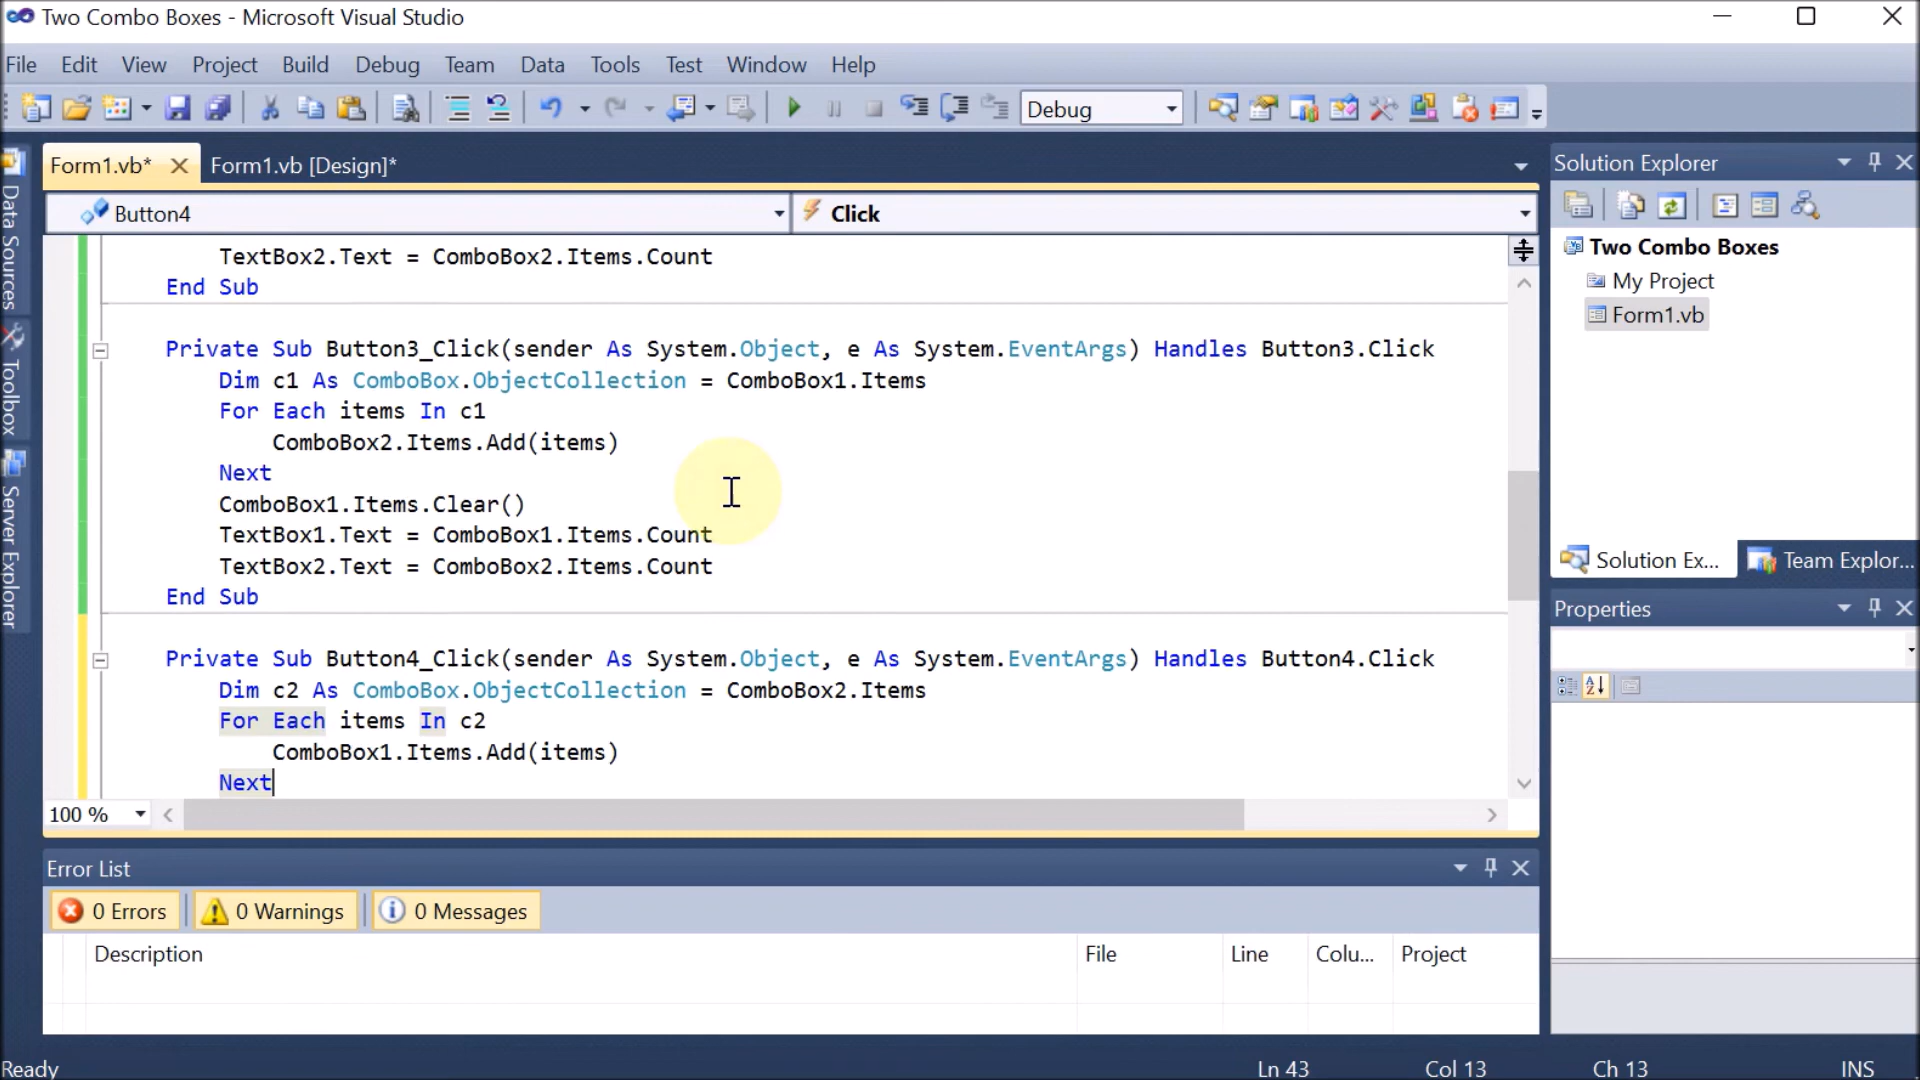 Two Combo Boxes - Microsoft Visual Studio
File Edit View Project Build Debug Team Data Tools Test Window Help
Debug
Form1.vb* Form1.vb [Design]*
Button4 Click
TextBox2.Text = ComboBox2.Items.Count
End Sub
Private Sub Button3_Click(sender As System.Object, e As System.EventArgs) Handles Button3.Click
Dim c1 As ComboBox.ObjectCollection = ComboBox1.Items
For Each items In c1
ComboBox2.Items.Add(items)
Next
ComboBox1.Items.Clear()
TextBox1.Text = ComboBox1.Items.Count
TextBox2.Text = ComboBox2.Items.Count
End Sub
Private Sub Button4_Click(sender As System.Object, e As System.EventArgs) Handles Button4.Click
Dim c2 As ComboBox.ObjectCollection = ComboBox2.Items
For Each items In c2
ComboBox1.Items.Add(items)
Next
100 %
Data Sources
Toolbox
Server Explorer
Solution Explorer
Two Combo Boxes
My Project
Form1.vb
Solution Ex... Team Explor...
Properties
Error List
0 Errors 0 Warnings 0 Messages
Description File Line Colu... Project
Ready Ln 43 Col 13 Ch 13 INS